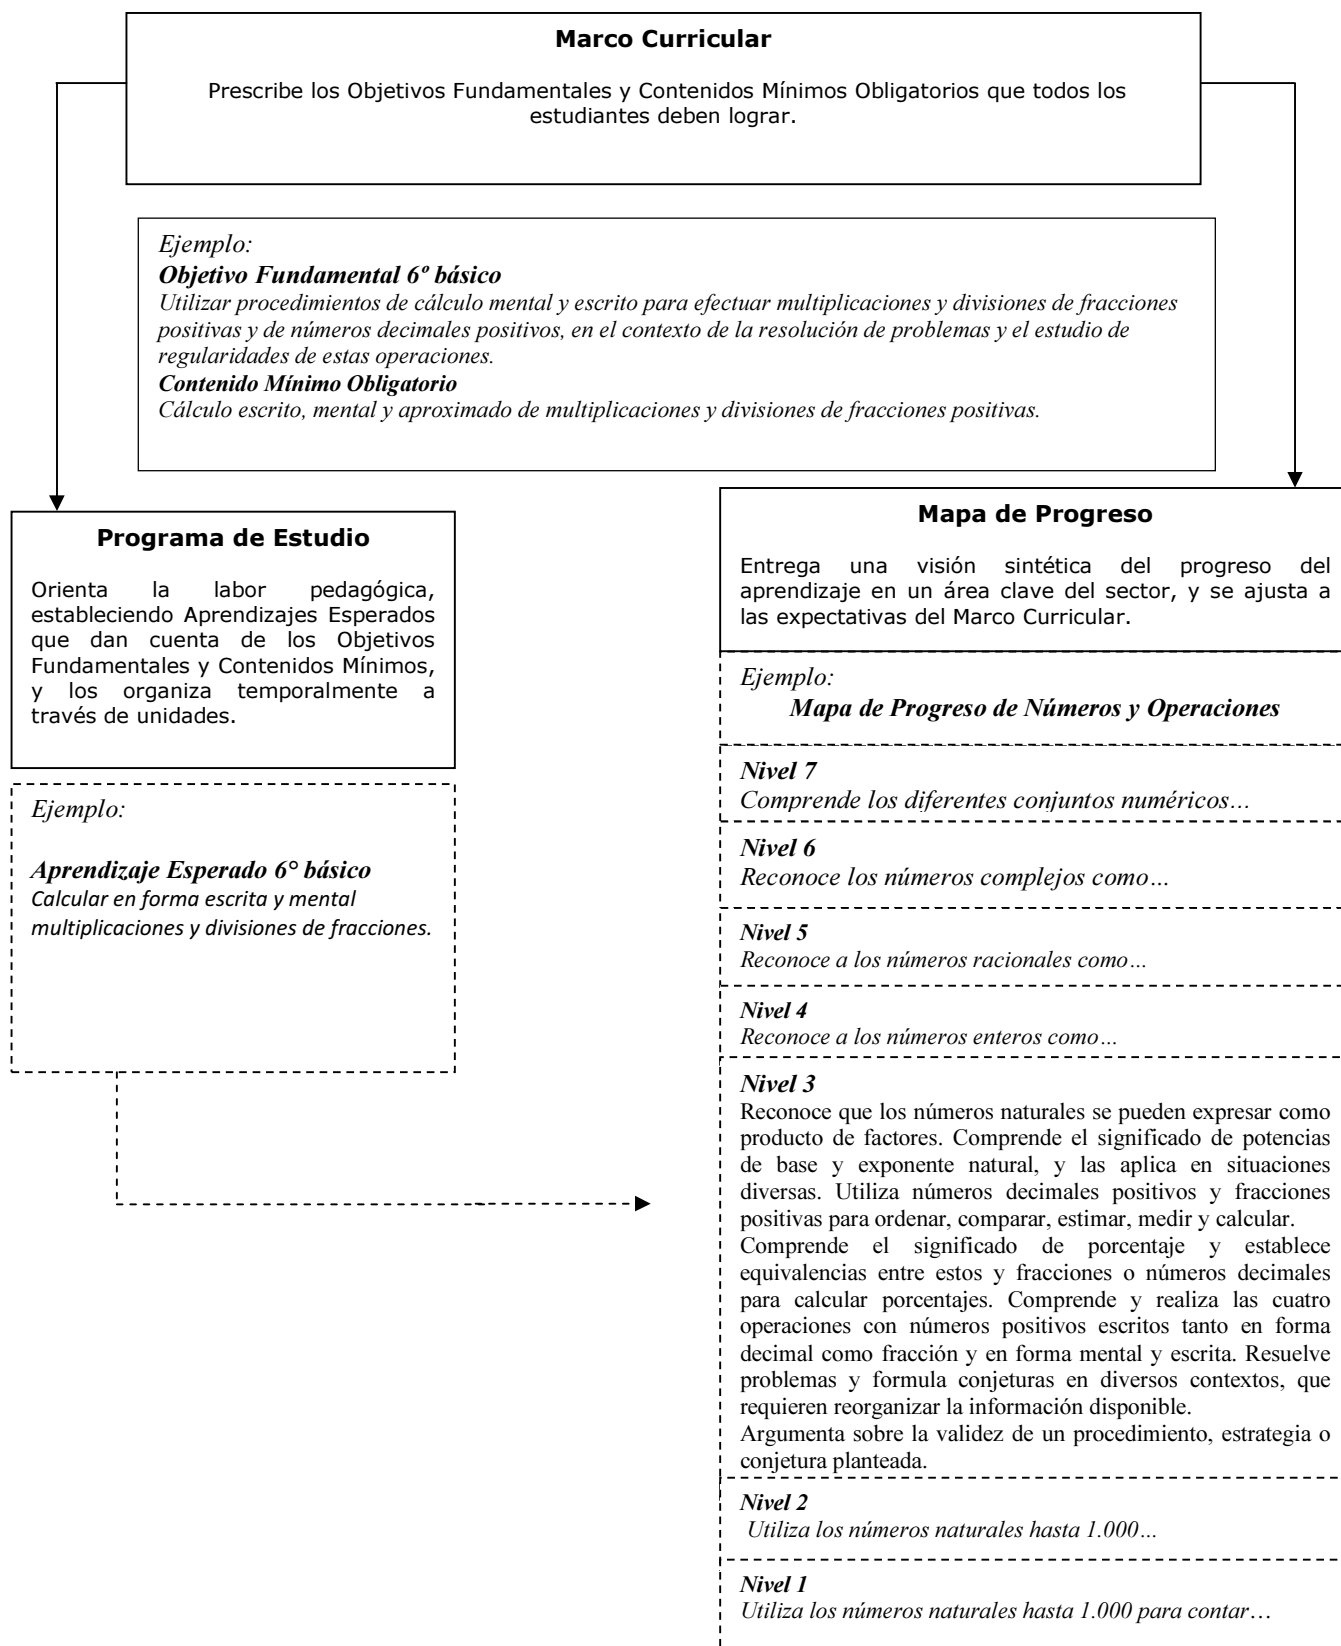 Marco Curricular
Prescribe los Objetivos Fundamentales y Contenidos Mínimos Obligatorios que todos los
estudiantes deben lograr.
Ejemplo:
Objetivo Fundamental 6º básico
Utilizar procedimientos de cálculo mental y escrito para efectuar multiplicaciones y divisiones de fracciones
positivas y de números decimales positivos, en el contexto de la resolución de problemas y el estudio de
regularidades de estas operaciones.
Contenido Mínimo Obligatorio
Cálculo escrito, mental y aproximado de multiplicaciones y divisiones de fracciones positivas.
Programa de Estudio
Orienta la labor pedagógica,
estableciendo Aprendizajes Esperados
que dan cuenta de los Objetivos
Fundamentales y Contenidos Mínimos,
y los organiza temporalmente a
través de unidades.
Ejemplo:
Aprendizaje Esperado 6° básico
Calcular en forma escrita y mental
multiplicaciones y divisiones de fracciones.
Mapa de Progreso
Entrega una visión sintética del progreso del
aprendizaje en un área clave del sector, y se ajusta a
las expectativas del Marco Curricular.
Ejemplo:
Mapa de Progreso de Números y Operaciones
Nivel 7
Comprende los diferentes conjuntos numéricos…
Nivel 6
Reconoce los números complejos como…
Nivel 5
Reconoce a los números racionales como…
Nivel 4
Reconoce a los números enteros como…
Nivel 3
Reconoce que los números naturales se pueden expresar como
producto de factores. Comprende el significado de potencias
de base y exponente natural, y las aplica en situaciones
diversas. Utiliza números decimales positivos y fracciones
positivas para ordenar, comparar, estimar, medir y calcular.
Comprende el significado de porcentaje y establece
equivalencias entre estos y fracciones o números decimales
para calcular porcentajes. Comprende y realiza las cuatro
operaciones con números positivos escritos tanto en forma
decimal como fracción y en forma mental y escrita. Resuelve
problemas y formula conjeturas en diversos contextos, que
requieren reorganizar la información disponible.
Argumenta sobre la validez de un procedimiento, estrategia o
conjetura planteada.
Nivel 2
Utiliza los números naturales hasta 1.000…
Nivel 1
Utiliza los números naturales hasta 1.000 para contar…